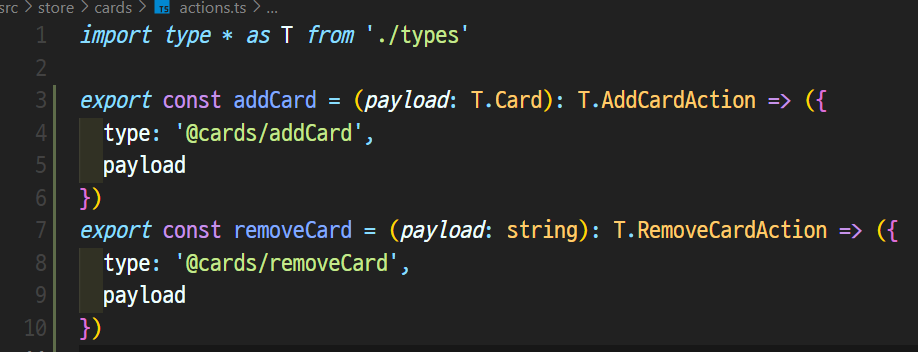 src > store > cards > TS actions.ts > ...
1 import type * as T from './types'
2
3 export const addCard = (payload: T.Card): T.AddCardAction => ({
4 type: '@cards/addCard',
5 payload
6 })
7 export const removeCard = (payload: string): T.RemoveCardAction => ({
8 type: '@cards/removeCard',
9 payload
10 })